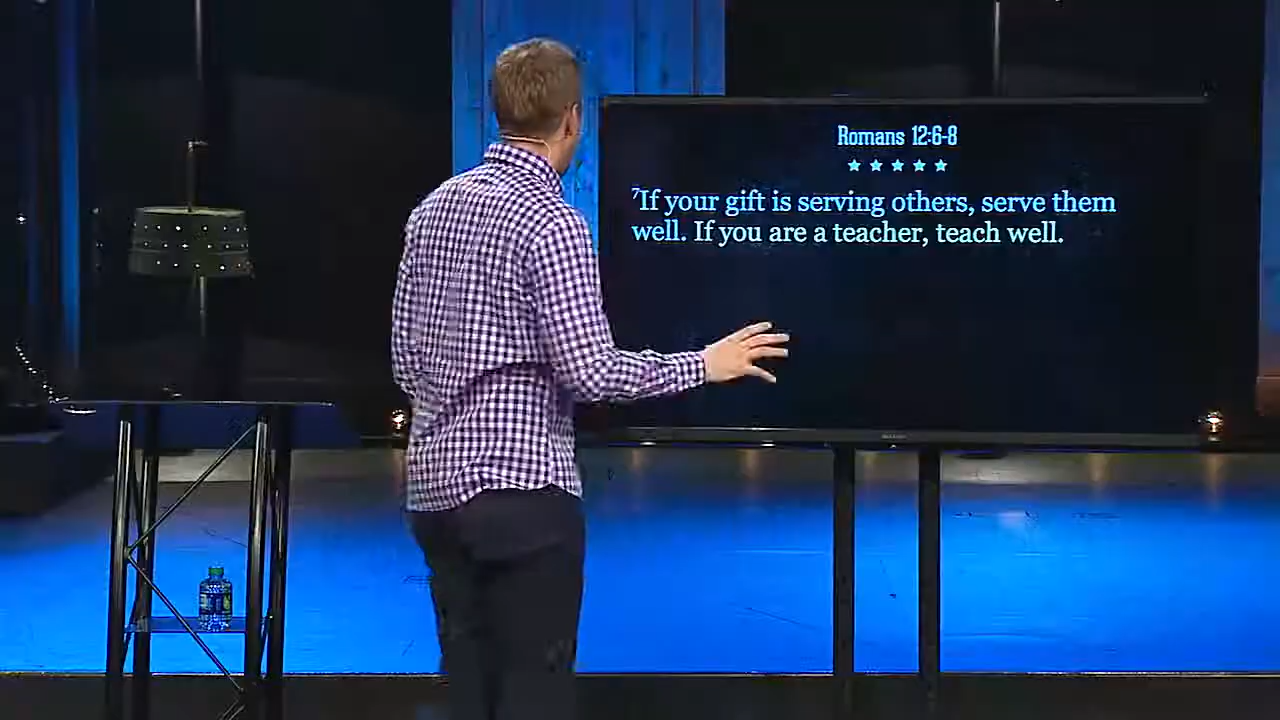 Romans 12:6-8
⁷If your gift is serving others, serve them
well. If you are a teacher, teach well.